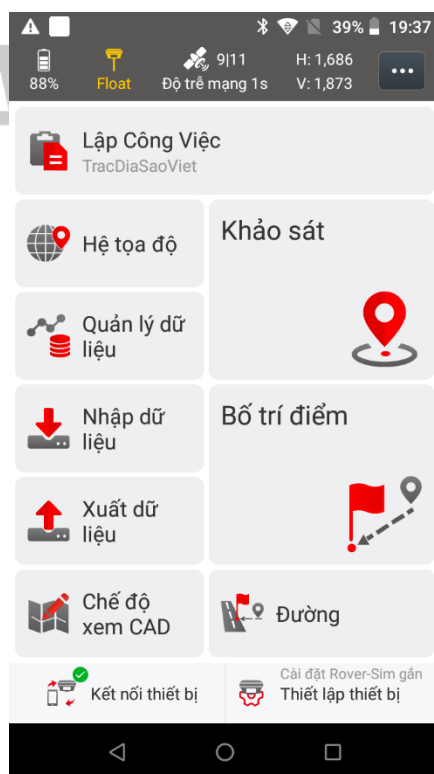 39% 19:37
9|11 H: 1,686
88% Float Độ trễ mạng 1s V: 1,873
Lập Công Việc
TracDiaSaoViet
Hệ tọa độ
Khảo sát
Quản lý dữ
liệu
Nhập dữ
liệu
Bố trí điểm
Xuất dữ
liệu
Chế độ
xem CAD
Đường
Kết nối thiết bị
Cài đặt Rover-Sim gắn
Thiết lập thiết bị